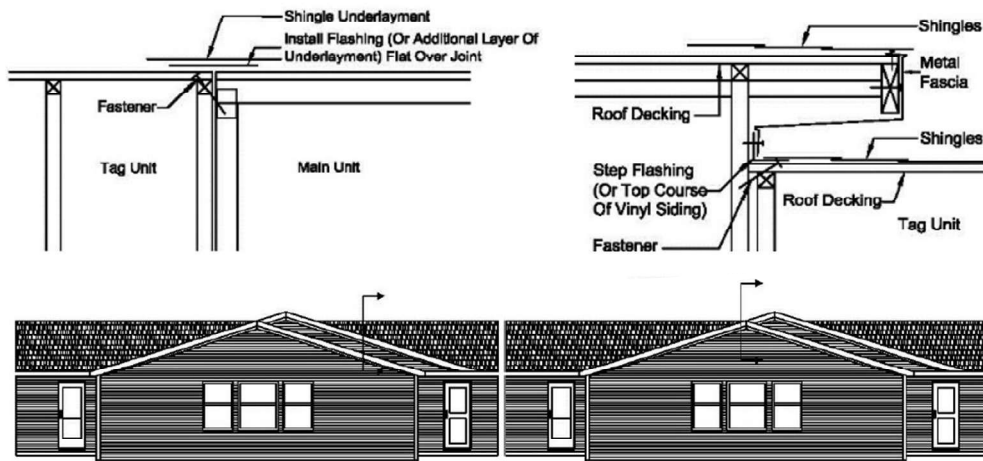 Shingle Underlayment
Install Flashing (Or Additional Layer Of
Underlayment) Flat Over Joint
Fastener
Tag Unit
Main Unit
Shingles
Metal
Fascia
Roof Decking
Shingles
Step Flashing
(Or Top Course
Of Vinyl Siding)
Roof Decking
Tag Unit
Fastener